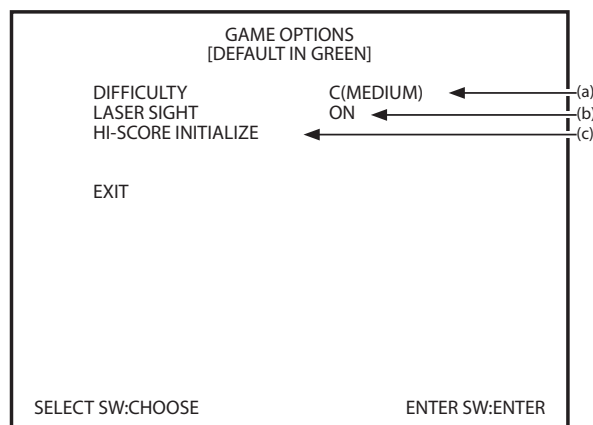 GAME OPTIONS
[DEFAULT IN GREEN]
DIFFICULTY C(MEDIUM) (a)
LASER SIGHT ON (b)
HI-SCORE INITIALIZE (c)
EXIT
SELECT SW:CHOOSE ENTER SW:ENTER